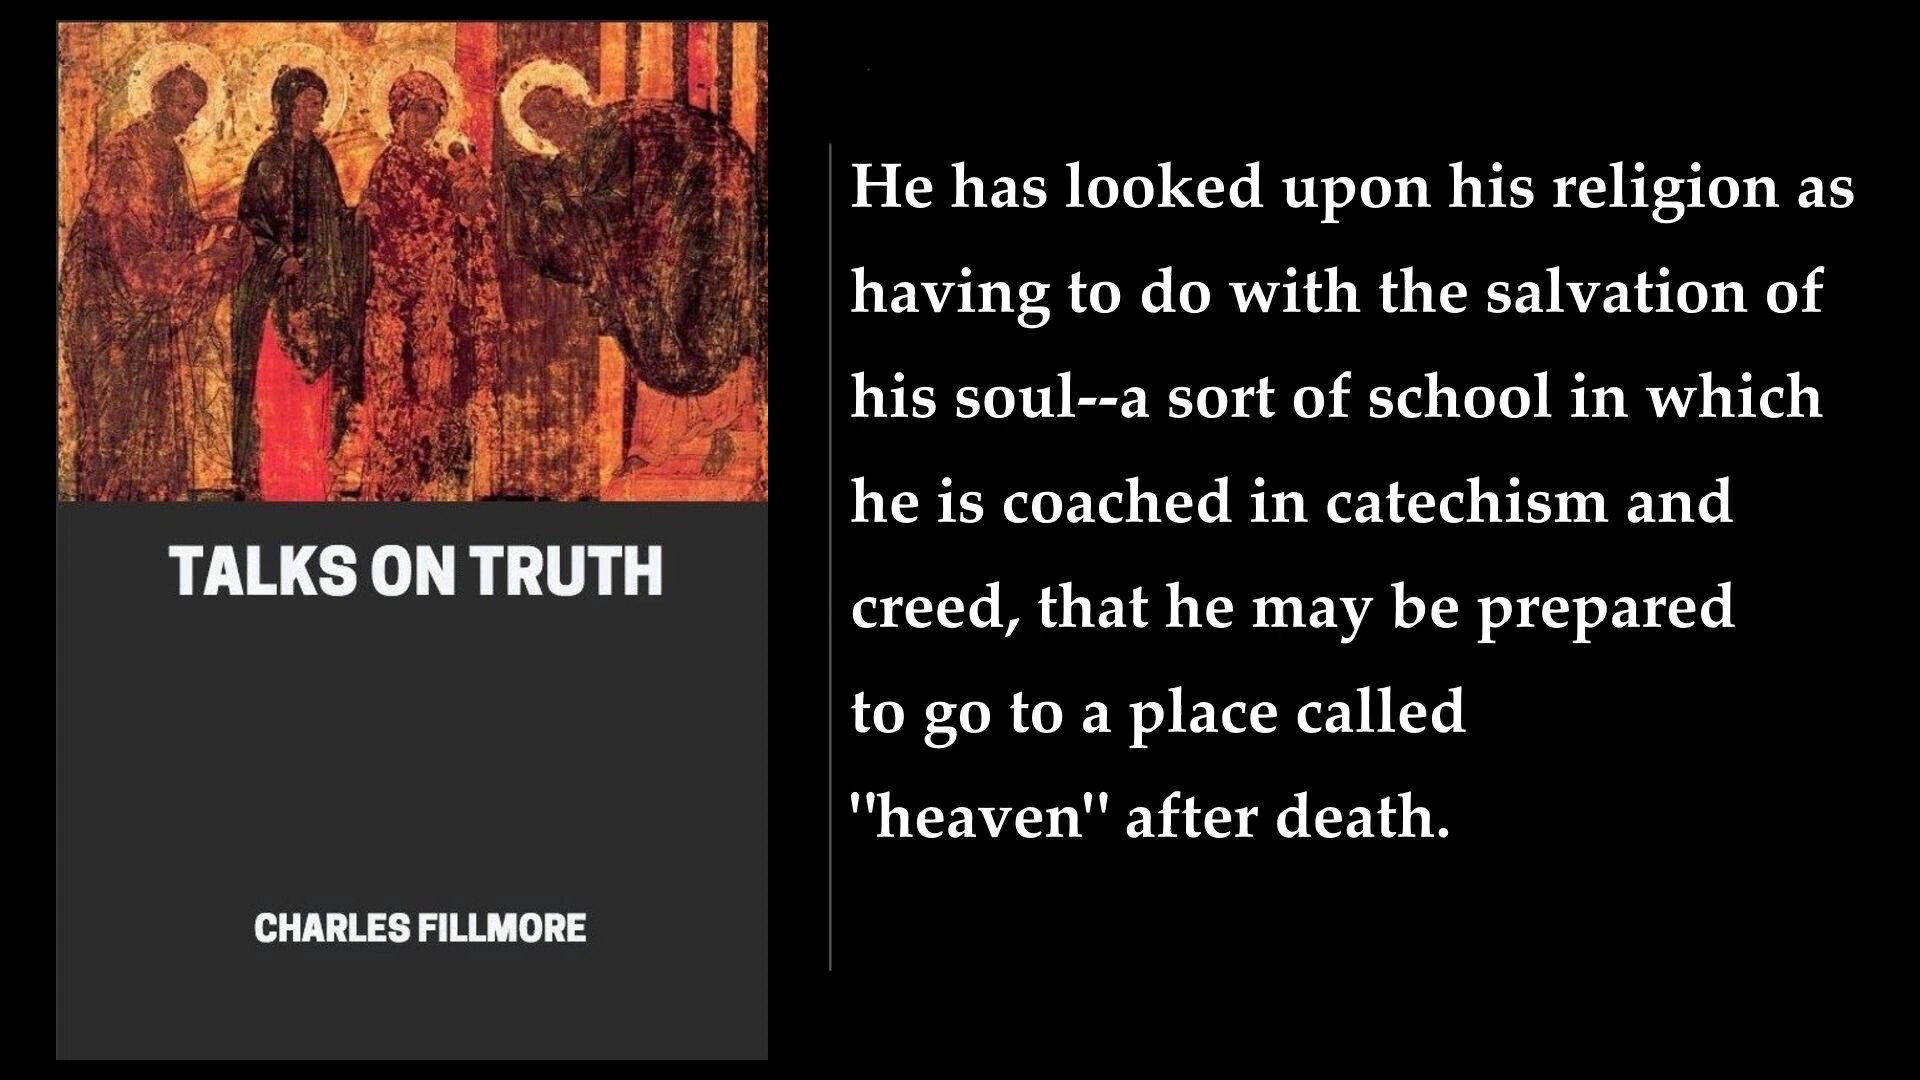 TALKS ON TRUTH
CHARLES FILLMORE
He has looked upon his religion as
having to do with the salvation of
his soul--a sort of school in which
he is coached in catechism and
creed, that he may be prepared
to go to a place called
"heaven" after death.